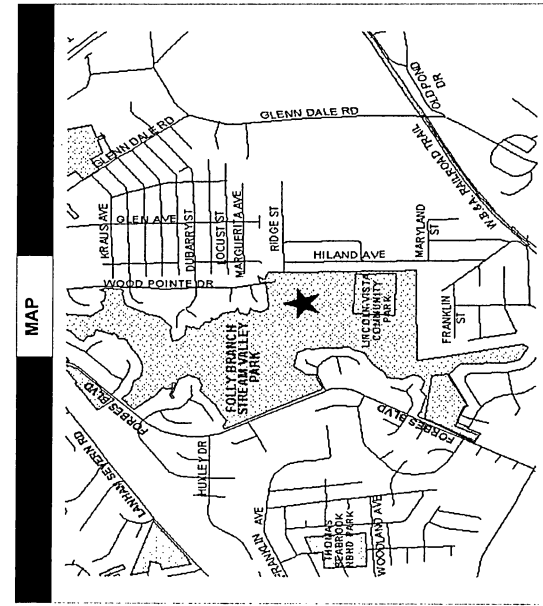 MAP
GLENN DALE RD
OLD POND
DR
GLENN DALE RD
W.B.&A. RAILROAD TRAIL
KRAUS AVE
GLEN AVE
DUBARRY ST
LOCUST ST
MARGUERITA AVE
RIDGE ST
HILAND AVE
MARYLAND
ST
WOOD POINTE DR
FOLLY BRANCH
STREAM VALLEY
PARK
LINCOLN VISTA
COMMUNITY
PARK
FRANKLIN
ST
FORBES BLVD
LANHAM SEVERN RD
HUXLEY DR
FORBES BLVD
FRANKLIN AVE
THOMAS
SEABROOK
NBHD PARK
WOODLAND AVE